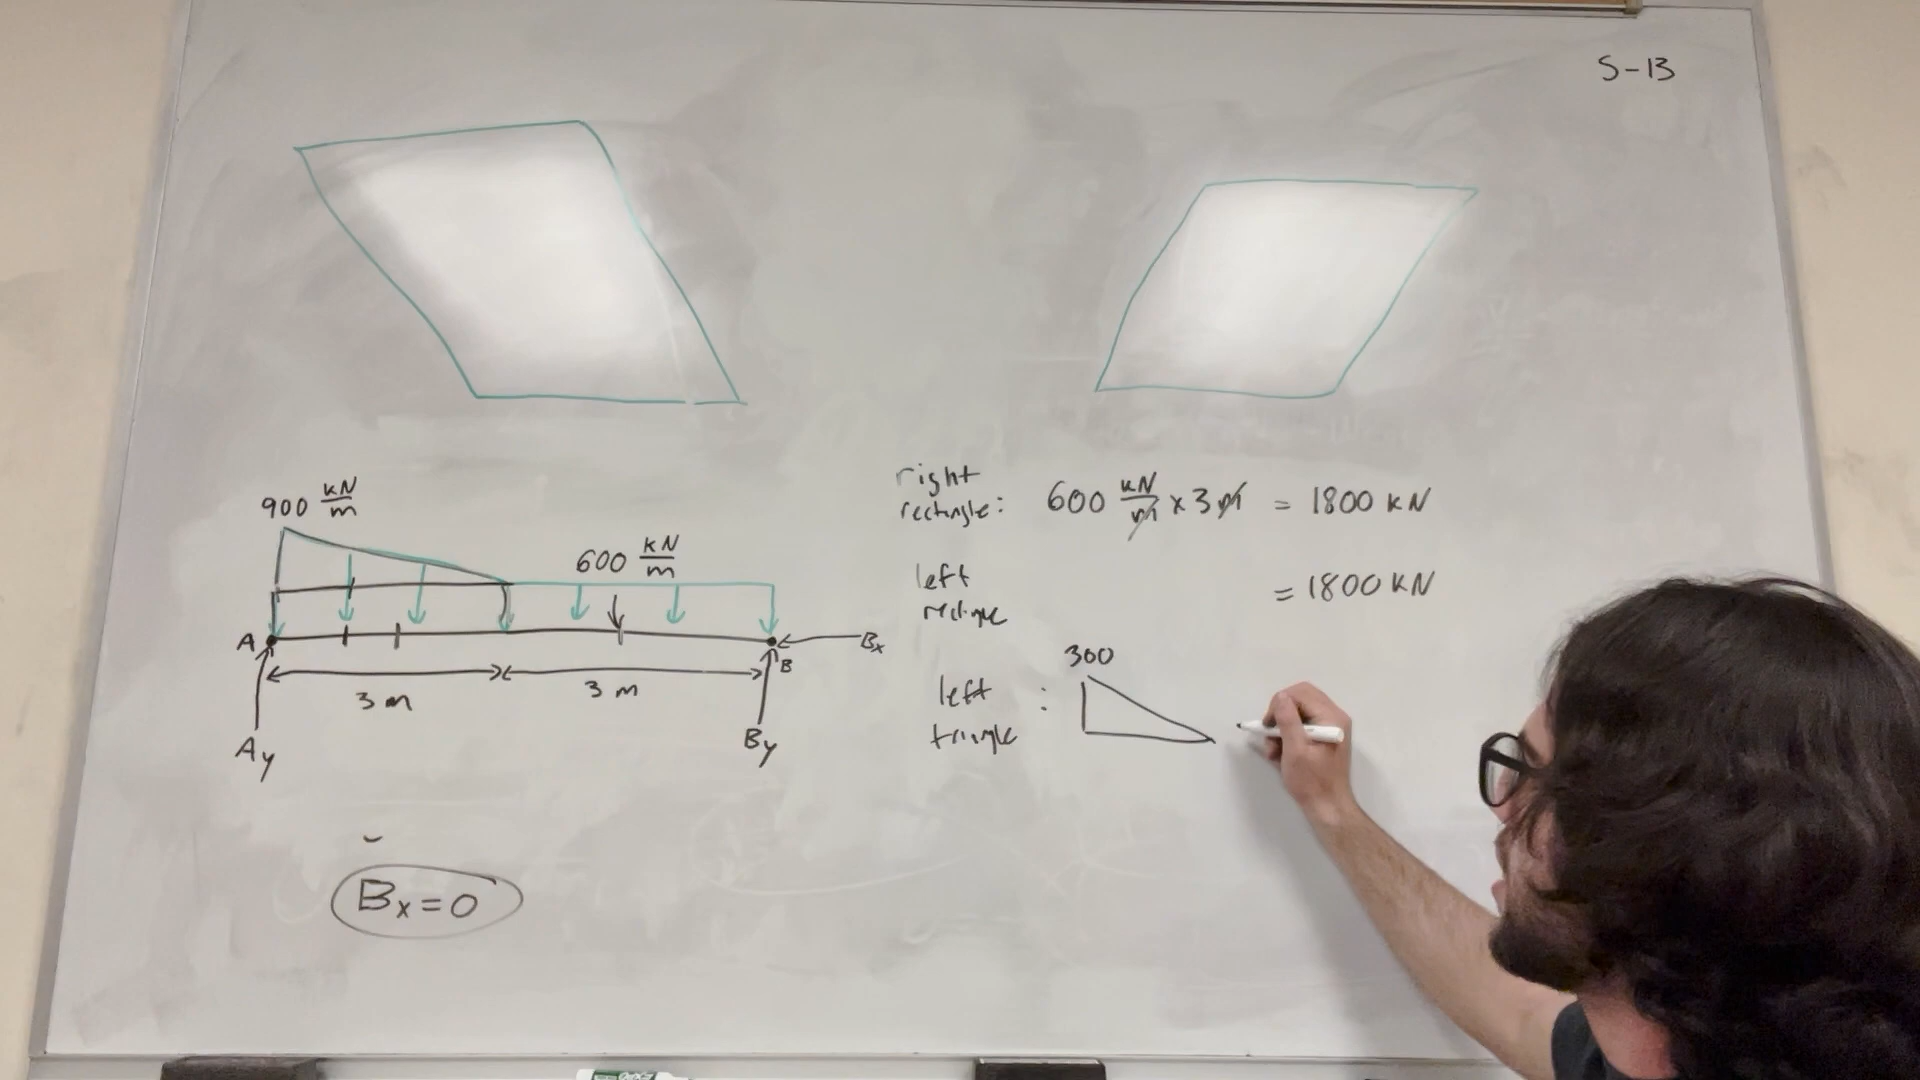 S-13
900 kN/m
600 kN/m
A
B
Bx
3 m
3 m
Ay
By
Bx = 0
right
rectangle: 600 kN/m x 3 m = 1800 kN
left
= 1800 kN
300
left :
triangle
EXPO